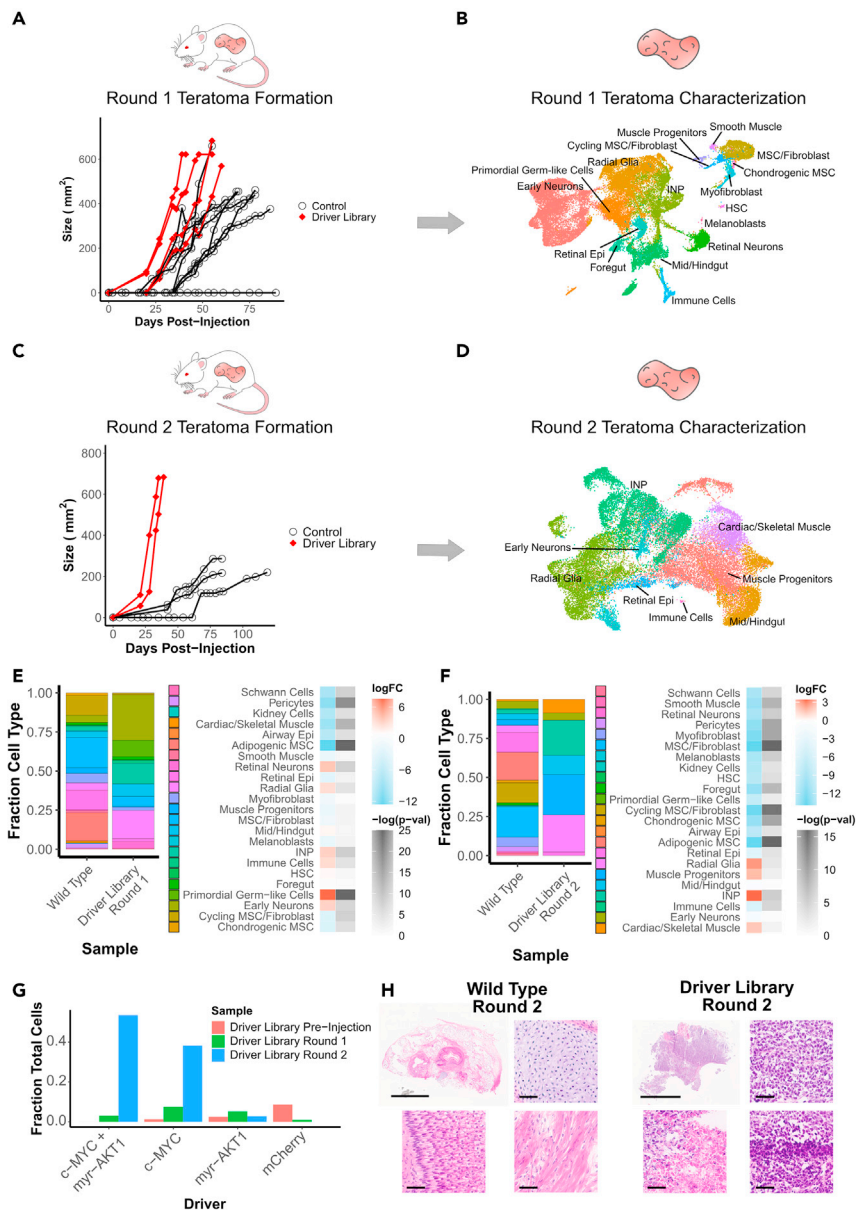 A
Round 1 Teratoma Formation
Size ( mm²)
600
400
200
0
0
25
50
75
Days Post−Injection
Control
Driver Library
B
Round 1 Teratoma Characterization
Smooth Muscle
Muscle Progenitors
Cycling MSC/Fibroblast
MSC/Fibroblast
Radial Glia
Chondrogenic MSC
Primordial Germ-like Cells
Myofibroblast
Early Neurons
INP
HSC
Melanoblasts
Retinal Neurons
Retinal Epi
Foregut
Mid/Hindgut
Immune Cells
C
Round 2 Teratoma Formation
Size ( mm²)
800
600
400
200
0
0
25
50
75
100
Days Post−Injection
Control
Driver Library
D
Round 2 Teratoma Characterization
INP
Cardiac/Skeletal Muscle
Early Neurons
Radial Glia
Muscle Progenitors
Retinal Epi
Immune Cells
Mid/Hindgut
E
Fraction Cell Type
1.00
0.75
0.50
0.25
0.00
Wild Type
Driver Library
Round 1
Sample
Schwann Cells
Pericytes
Kidney Cells
Cardiac/Skeletal Muscle
Airway Epi
Adipogenic MSC
Smooth Muscle
Retinal Neurons
Retinal Epi
Radial Glia
Myofibroblast
Muscle Progenitors
MSC/Fibroblast
Mid/Hindgut
Melanoblasts
INP
Immune Cells
HSC
Foregut
Primordial Germ-like Cells
Early Neurons
Cycling MSC/Fibroblast
Chondrogenic MSC
logFC
6
0
−6
−12
−log(p−val)
25
20
15
10
5
0
F
Fraction Cell Type
1.00
0.75
0.50
0.25
0.00
Wild Type
Driver Library
Round 2
Sample
Schwann Cells
Smooth Muscle
Retinal Neurons
Pericytes
Myofibroblast
MSC/Fibroblast
Melanoblasts
Kidney Cells
HSC
Foregut
Primordial Germ-like Cells
Cycling MSC/Fibroblast
Chondrogenic MSC
Airway Epi
Adipogenic MSC
Retinal Epi
Radial Glia
Muscle Progenitors
Mid/Hindgut
INP
Immune Cells
Early Neurons
Cardiac/Skeletal Muscle
logFC
3
0
−4
−8
−12
−log(p−val)
15
10
5
0
G
Fraction Total Cells
0.4
0.2
0.0
Sample
Driver Library Pre−Injection
Driver Library Round 1
Driver Library Round 2
c−MYC +
myr−AKT1
c−MYC
myr−AKT1
mCherry
Driver
H
Wild Type
Round 2
Driver Library
Round 2